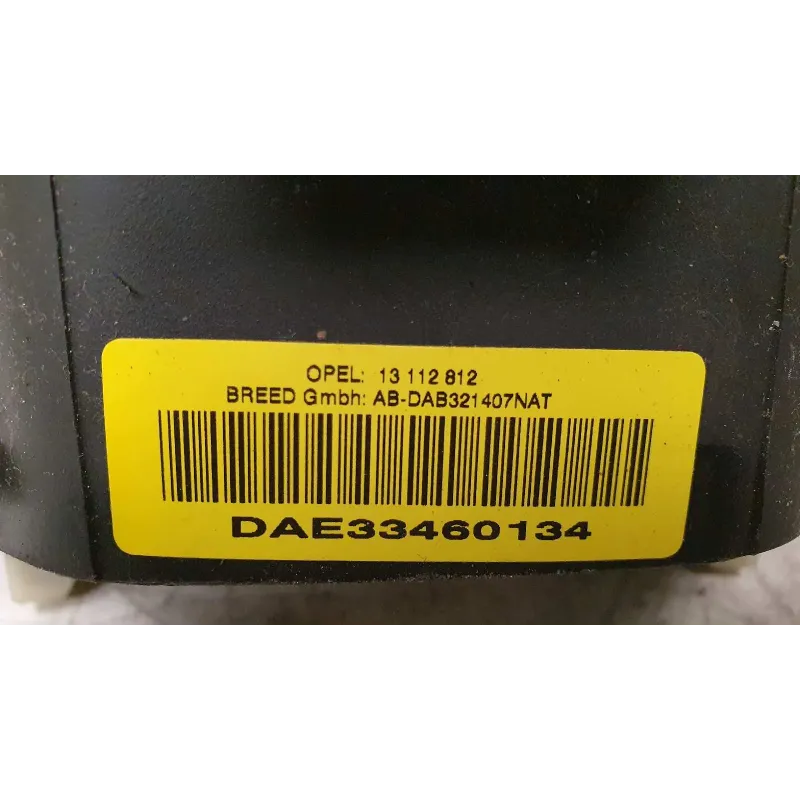 OPEL: 13 112 812
BREED Gmbh: AB-DAB321407NAT
DAE33460134